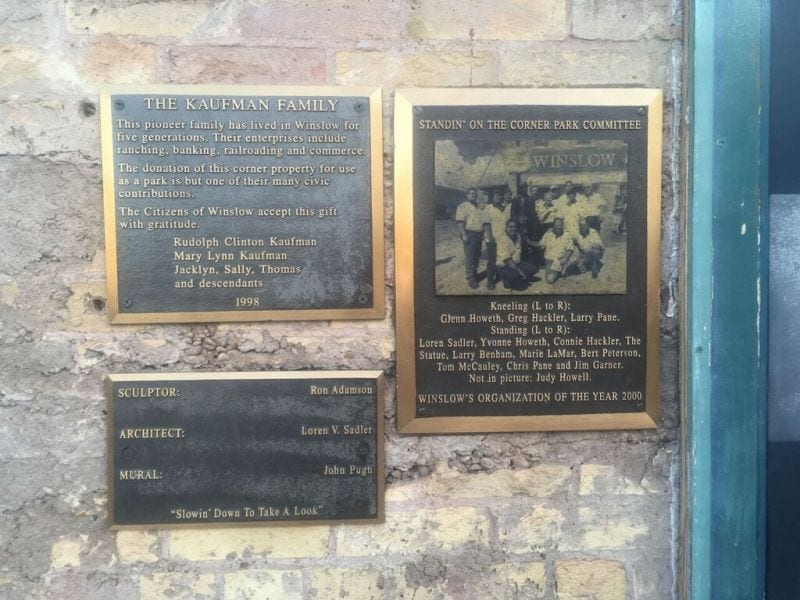 THE KAUFMAN FAMILY
This pioneer family has lived in Winslow for
five generations. Their enterprises include
ranching, banking, railroading and commerce.
The donation of this corner property for use
as a park is but one of their many civic
contributions.
The Citizens of Winslow accept this gift
with gratitude.
Rudolph Clinton Kaufman
Mary Lynn Kaufman
Jacklyn, Sally, Thomas
and descendants
1998
SCULPTOR: Ron Adamson
ARCHITECT: Loren V. Sadler
MURAL: John Pugh
"Slowin' Down To Take A Look"
STANDIN' ON THE CORNER PARK COMMITTEE
WINSLOW
Kneeling (L to R):
Glenn Howeth, Greg Hackler, Larry Pane.
Standing (L to R):
Loren Sadler, Yvonne Howeth, Connie Hackler, The
Statue, Larry Benham, Marie LaMar, Bert Peterson,
Tom McCauley, Chris Pane and Jim Garner.
Not in picture: Judy Howell.
WINSLOW'S ORGANIZATION OF THE YEAR 2000